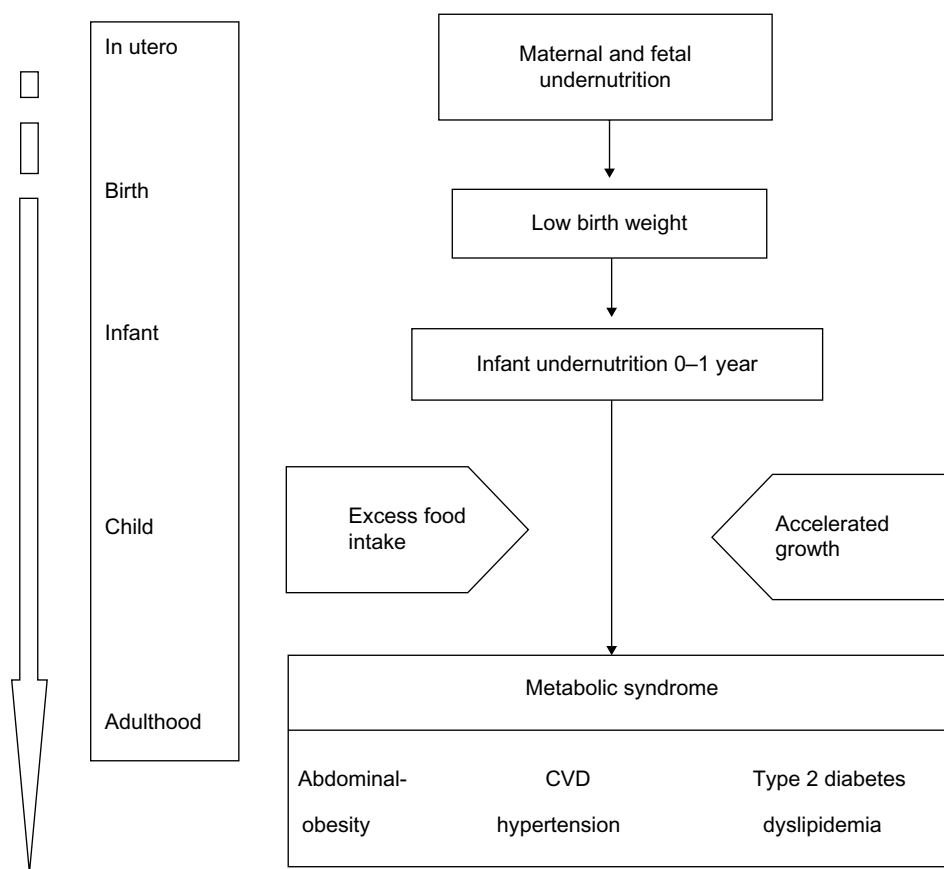 In utero
Birth
Infant
Child
Adulthood
Maternal and fetal
undernutrition
Low birth weight
Infant undernutrition 0–1 year
Excess food
intake
Accelerated
growth
Metabolic syndrome
Abdominal-
obesity
CVD
hypertension
Type 2 diabetes
dyslipidemia